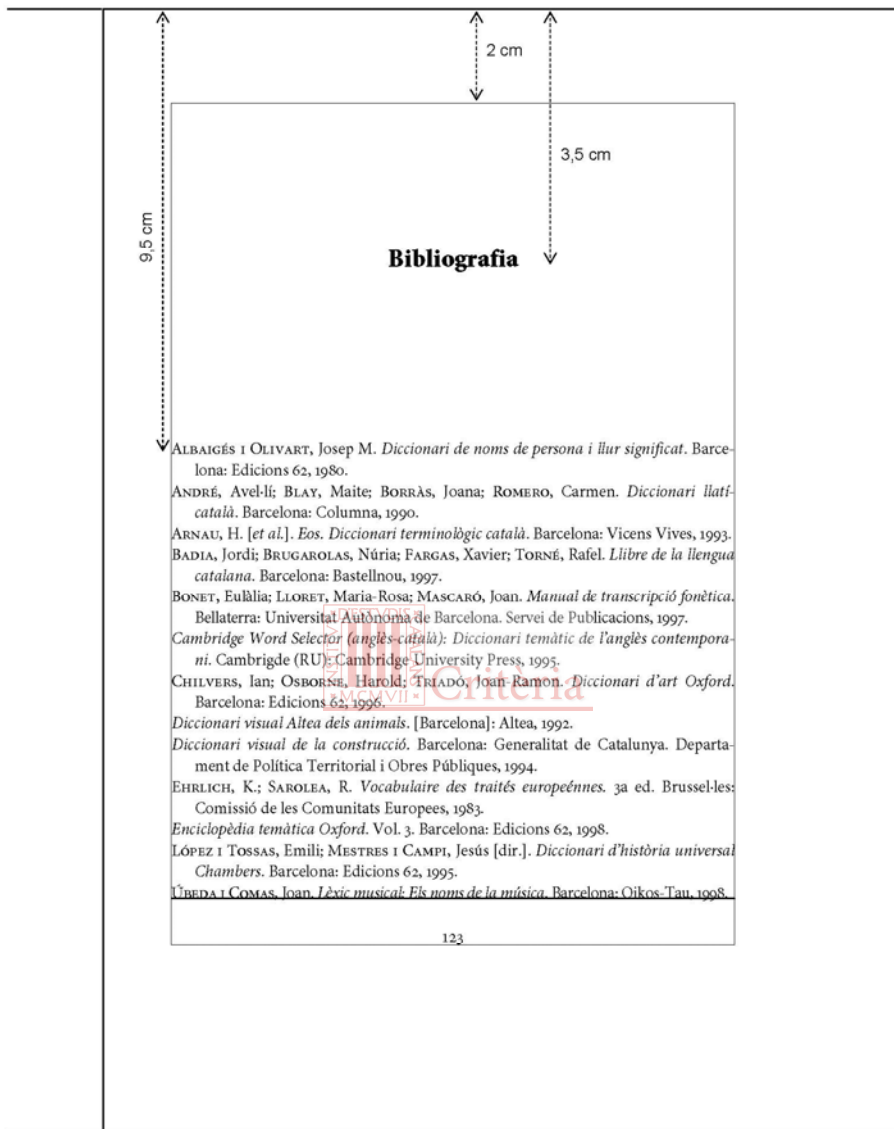 2 cm
3,5 cm
9,5 cm
Bibliografia
ALBAIGÉS I OLIVART, Josep M. Diccionari de noms de persona i llur significat. Barce-
lona: Edicions 62, 1980.
ANDRÉ, Avel·lí; BLAY, Maite; BORRÀS, Joana; ROMERO, Carmen. Diccionari llatí-
català. Barcelona: Columna, 1990.
ARNAU, H. [et al.]. Eos. Diccionari terminològic català. Barcelona: Vicens Vives, 1993.
BADIA, Jordi; BRUGAROLAS, Núria; FARGAS, Xavier; TORNÉ, Rafel. Llibre de la llengua
catalana. Barcelona: Bastellnou, 1997.
BONET, Eulàlia; LLORET, Maria-Rosa; MASCARÓ, Joan. Manual de transcripció fonètica.
Bellaterra: Universitat Autònoma de Barcelona. Servei de Publicacions, 1997.
Cambridge Word Selector (anglès-català): Diccionari temàtic de l'anglès contempora-
ni. Cambrigde (RU): Cambridge University Press, 1995.
CHILVERS, Ian; OSBORNE, Harold; TRIADÓ, Joan-Ramon. Diccionari d'art Oxford.
Barcelona: Edicions 62, 1996.
Diccionari visual Altea dels animals. [Barcelona]: Altea, 1992.
Diccionari visual de la construcció. Barcelona: Generalitat de Catalunya. Departa-
ment de Política Territorial i Obres Públiques, 1994.
EHRLICH, K.; SAROLEA, R. Vocabulaire des traités europeénnes. 3a ed. Brussel·les:
Comissió de les Comunitats Europees, 1983.
Enciclopèdia temàtica Oxford. Vol. 3. Barcelona: Edicions 62, 1998.
LÓPEZ I TOSSAS, Emili; MESTRES I CAMPI, Jesús [dir.]. Diccionari d'història universal
Chambers. Barcelona: Edicions 62, 1995.
ÚBEDA I COMAS, Joan. Lèxic musical: Els noms de la música. Barcelona: Oikos-Tau, 1998.
123
Critèria
MCMVII